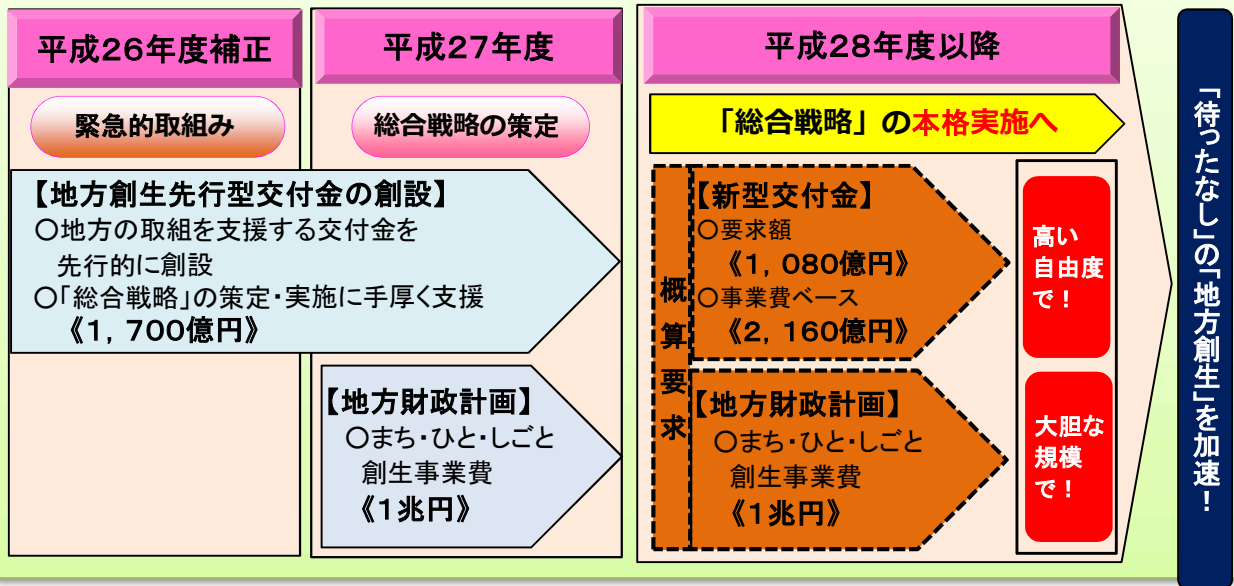 平成26年度補正
緊急的取組み
平成27年度
総合戦略の策定
【地方創生先行型交付金の創設】
○地方の取組を支援する交付金を
先行的に創設
○「総合戦略」の策定・実施に手厚く支援
《1，700億円》
【地方財政計画】
○まち・ひと・しごと
創生事業費
《1兆円》
平成28年度以降
「総合戦略」の本格実施へ
概算要求
【新型交付金】
○要求額
《1，080億円》
○事業費ベース
《2，160億円》
【地方財政計画】
○まち・ひと・しごと
創生事業費
《1兆円》
高い
自由度
で！
大胆な
規模
で！
「待ったなし」の「地方創生」を加速！